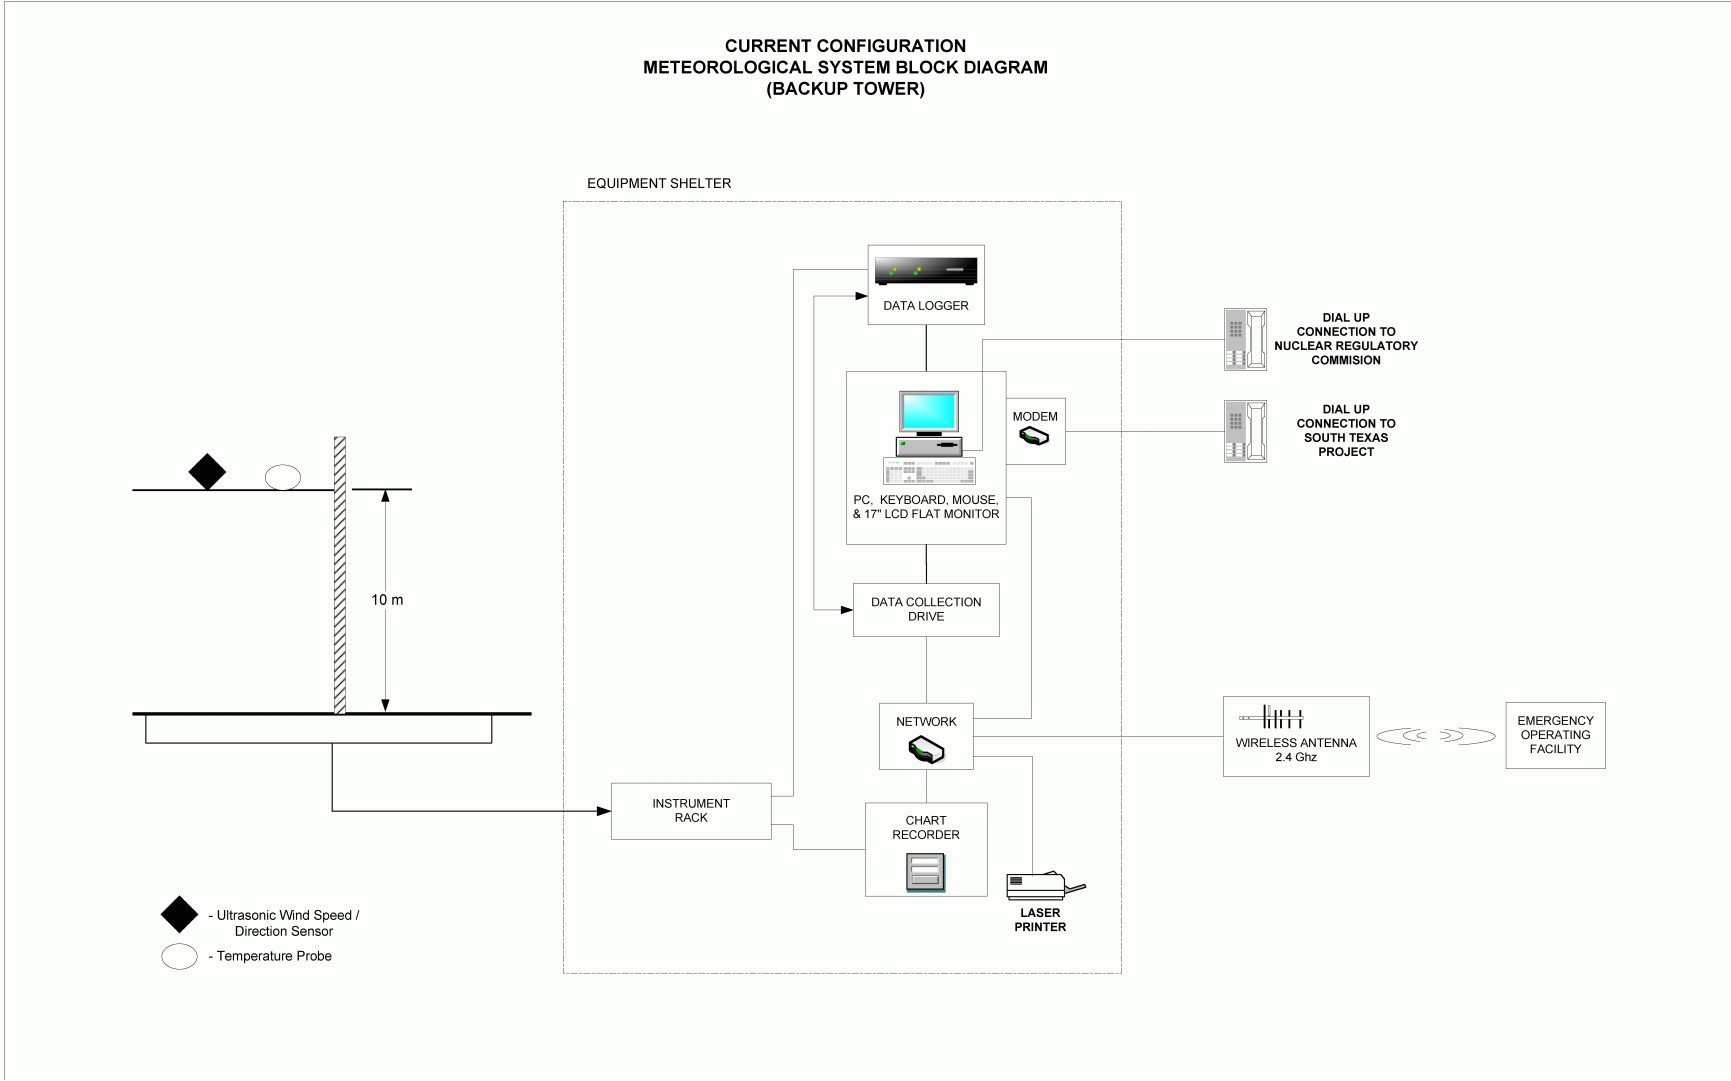 CURRENT CONFIGURATION
METEOROLOGICAL SYSTEM BLOCK DIAGRAM
(BACKUP TOWER)
EQUIPMENT SHELTER
DATA LOGGER
DIAL UP
CONNECTION TO
NUCLEAR REGULATORY
COMMISION
MODEM
DIAL UP
CONNECTION TO
SOUTH TEXAS
PROJECT
PC, KEYBOARD, MOUSE,
& 17" LCD FLAT MONITOR
10 m
DATA COLLECTION
DRIVE
NETWORK
WIRELESS ANTENNA
2.4 Ghz
EMERGENCY
OPERATING
FACILITY
INSTRUMENT
RACK
CHART
RECORDER
LASER
PRINTER
- Ultrasonic Wind Speed /
Direction Sensor
- Temperature Probe